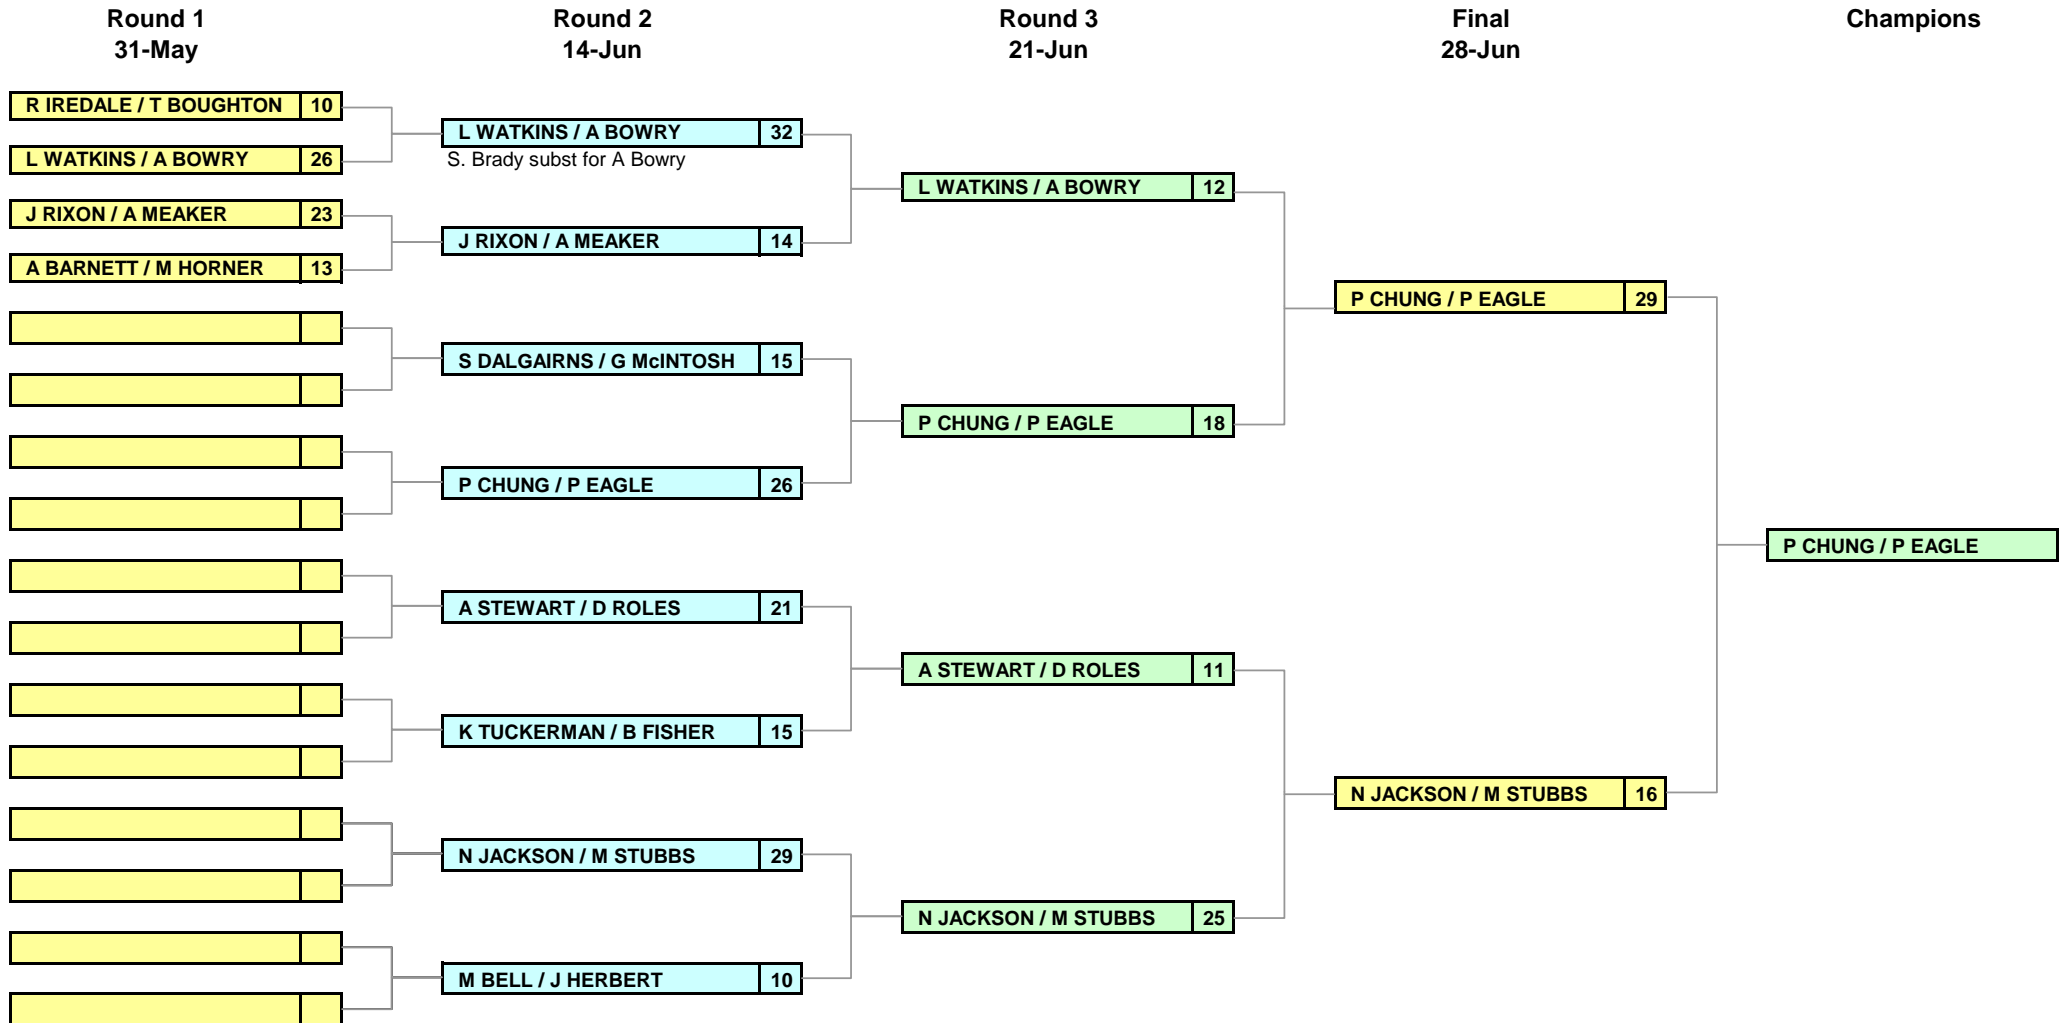 Round 1
31-May
Round 2
14-Jun
Round 3
21-Jun
Final
28-Jun
Champions
R IREDALE / T BOUGHTON 10
L WATKINS / A BOWRY 26
J RIXON / A MEAKER 23
A BARNETT / M HORNER 13
L WATKINS / A BOWRY 32
S. Brady subst for A Bowry
J RIXON / A MEAKER 14
S DALGAIRNS / G McINTOSH 15
P CHUNG / P EAGLE 26
A STEWART / D ROLES 21
K TUCKERMAN / B FISHER 15
N JACKSON / M STUBBS 29
M BELL / J HERBERT 10
L WATKINS / A BOWRY 12
P CHUNG / P EAGLE 18
A STEWART / D ROLES 11
N JACKSON / M STUBBS 25
P CHUNG / P EAGLE 29
N JACKSON / M STUBBS 16
P CHUNG / P EAGLE